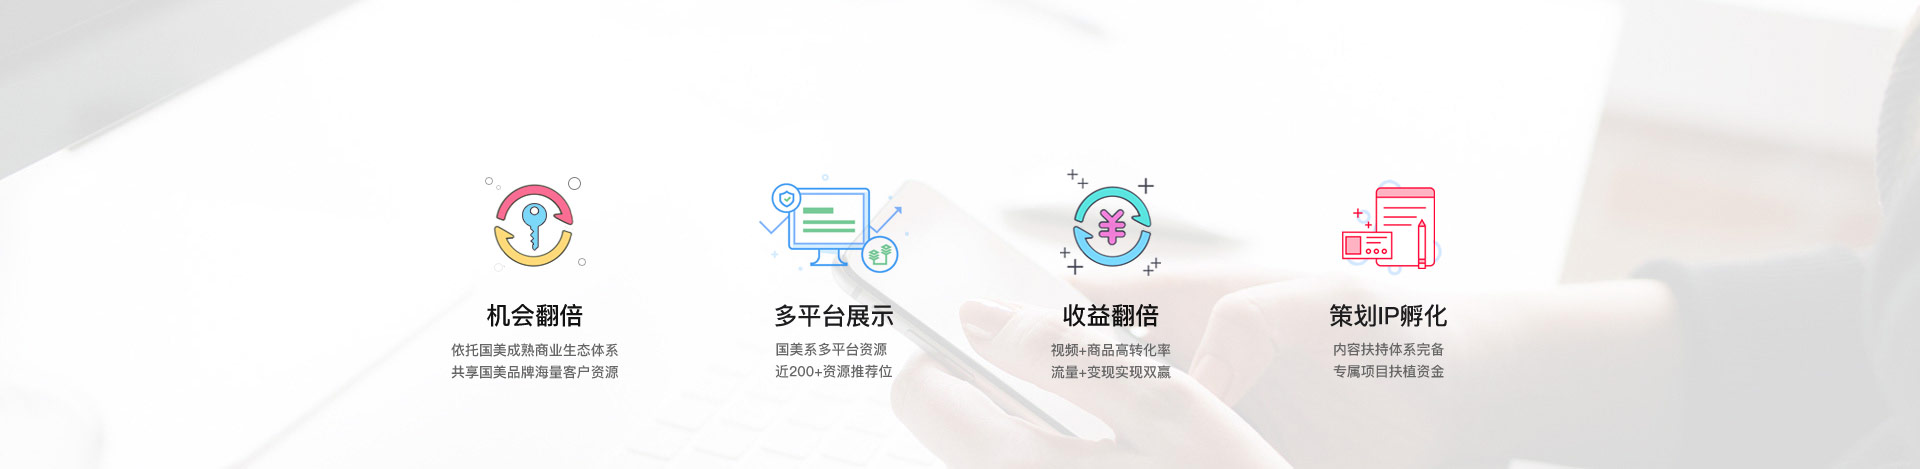 机会翻倍
依托国美成熟商业生态体系
共享国美品牌海量客户资源
多平台展示
国美系多平台资源
近200+资源推荐位
收益翻倍
视频+商品高转化率
流量+变现实现双赢
策划IP孵化
内容扶持体系完备
专属项目扶植资金